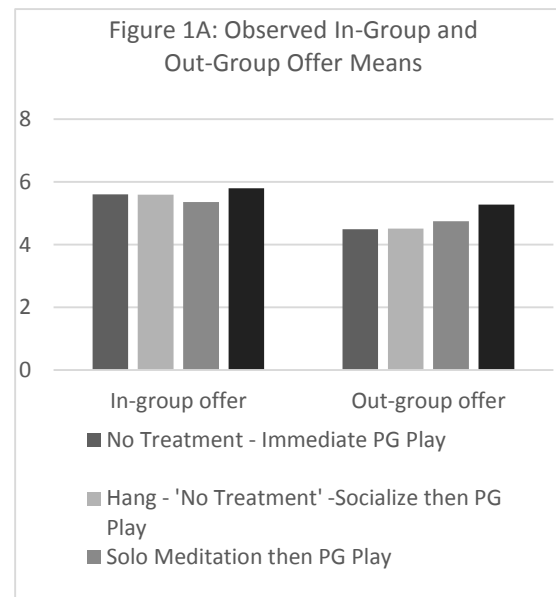 Figure 1A: Observed In-Group and
Out-Group Offer Means
8
6
4
2
0
In-group offer
Out-group offer
No Treatment - Immediate PG Play
Hang - 'No Treatment' -Socialize then PG
Play
Solo Meditation then PG Play